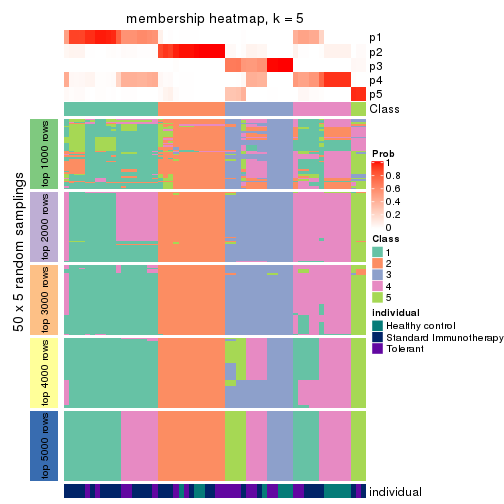 membership heatmap, k = 5
p1
p2
p3
p4
p5
Class
50 x 5 random samplings
top 1000 rows
top 2000 rows
top 3000 rows
top 4000 rows
top 5000 rows
Prob
1
0.8
0.6
0.4
0.2
0
Class
1
2
3
4
5
individual
Healthy control
Standard Immunotherapy
Tolerant
individual